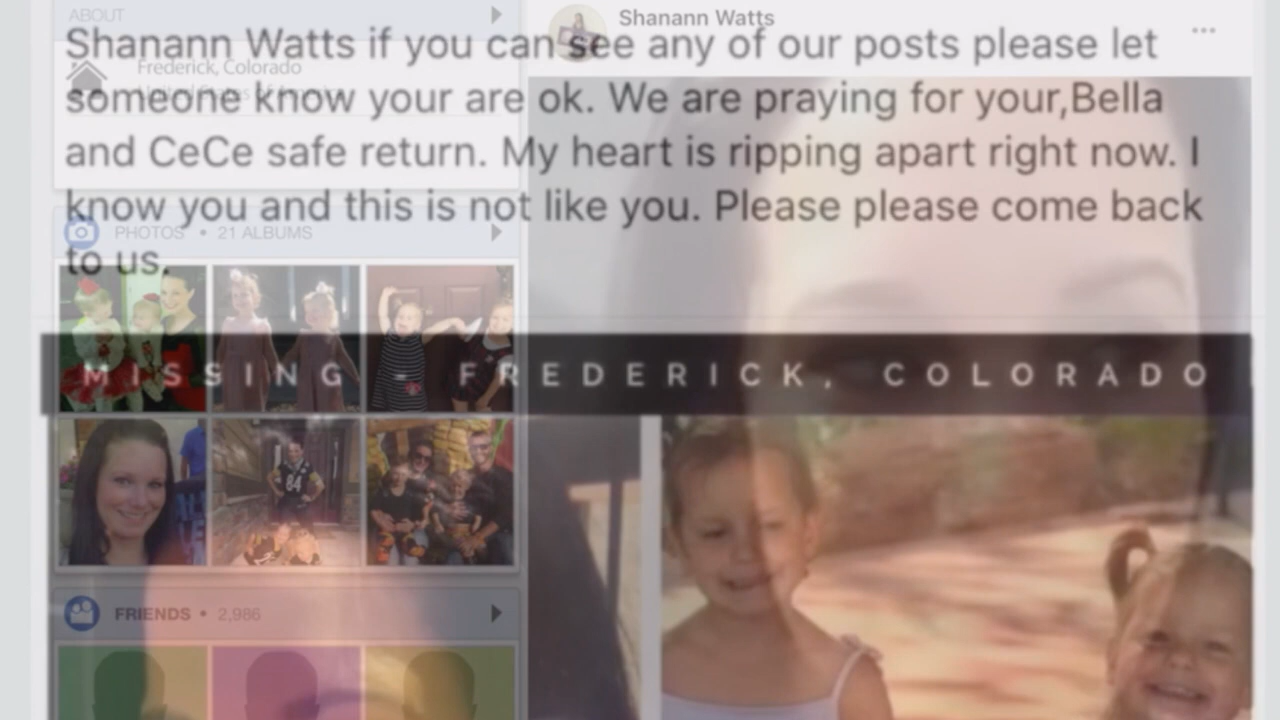 ABOUT
Shanann Watts
Shanann Watts if you can see any of our posts please let
Frederick, Colorado
someone know your are ok. We are praying for your,Bella
and CeCe safe return. My heart is ripping apart right now. I
know you and this is not like you. Please please come back
PHOTOS • 21 ALBUMS
to us.
84
MISSING FREDERICK, COLORADO
FRIENDS • 2,986